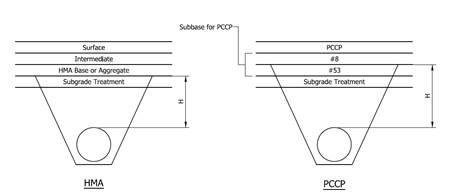 Subbase for PCCP
Surface
Intermediate
HMA Base or Aggregate
Subgrade Treatment
H
HMA
PCCP
#8
#53
Subgrade Treatment
H
PCCP